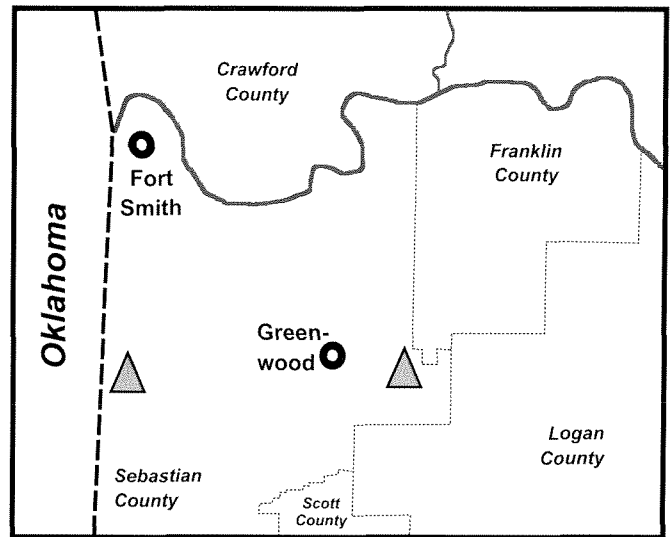 Crawford
County
Franklin
County
Fort
Smith
Oklahoma
Green-
wood
Logan
County
Sebastian
County
Scott
County